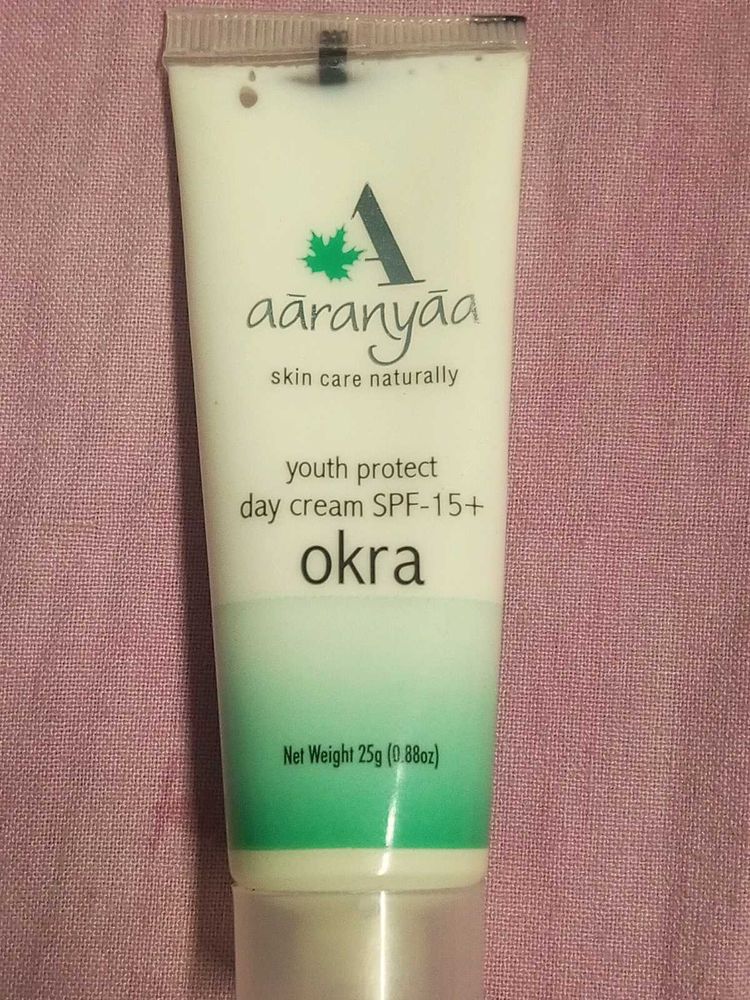 A
aāranyāa
skin care naturally
youth protect
day cream SPF-15+
okra
Net Weight 25g (0.88oz)